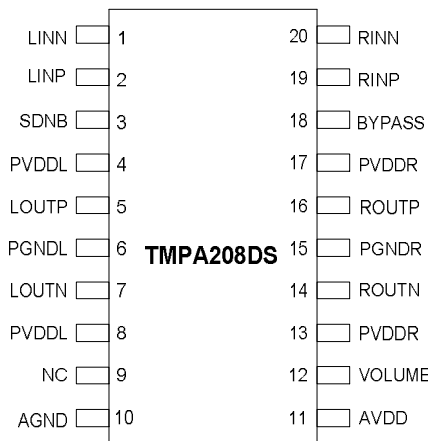 LINN 1 20 RINN
LINP 2 19 RINP
SDNB 3 18 BYPASS
PVDDL 4 17 PVDDR
LOUTP 5 16 ROUTP
PGNDL 6 TMPA208DS 15 PGNDR
LOUTN 7 14 ROUTN
PVDDL 8 13 PVDDR
NC 9 12 VOLUME
AGND 10 11 AVDD